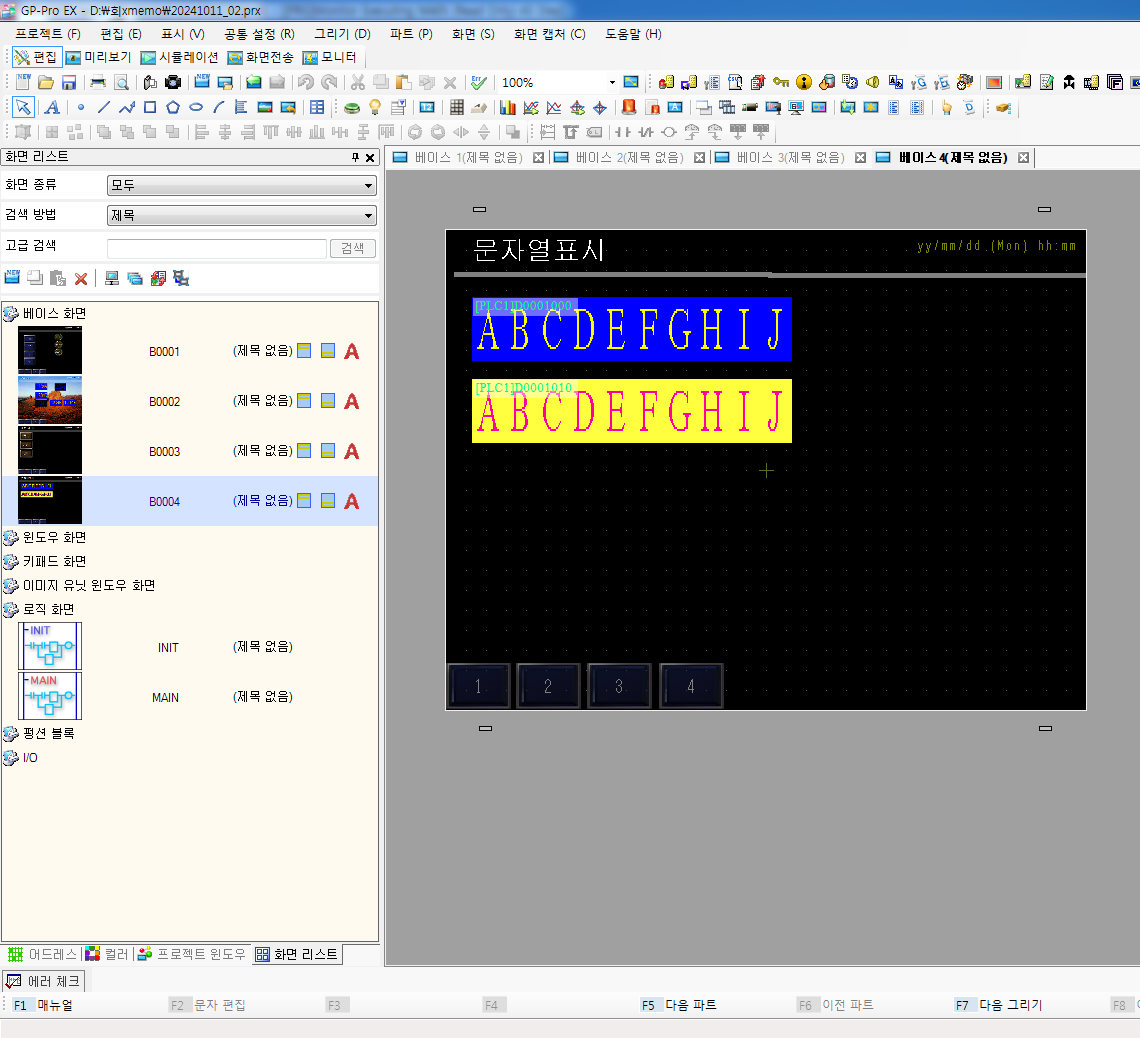 GP-Pro EX - D:\회xmemo\20241011_02.prx
프로젝트 (F) 편집 (E) 표시 (V) 공통 설정 (R) 그리기 (D) 파트 (P) 화면 (S) 화면 캡처 (C) 도움말 (H)
편집 미리보기 시뮬레이션 화면전송 모니터
100%
화면 리스트
베이스 1(제목 없음) 베이스 2(제목 없음) 베이스 3(제목 없음) 베이스 4(제목 없음)
화면 종류 모두
검색 방법 제목
고급 검색 검색
베이스 화면
B0001 (제목 없음)
B0002 (제목 없음)
B0003 (제목 없음)
B0004 (제목 없음)
윈도우 화면
키패드 화면
이미지 유닛 윈도우 화면
로직 화면
INIT INIT (제목 없음)
MAIN MAIN (제목 없음)
펑션 블록
I/O
문자열표시 yy/mm/dd (Mon) hh:mm
[PLC1]D0001000
ABCDEFGHIJ
[PLC1]D0001010
ABCDEFGHIJ
1 2 3 4
어드레스 컬러 프로젝트 윈도우 화면 리스트
에러 체크
F1 매뉴얼 F2 문자 편집 F3 F4 F5 다음 파트 F6 이전 파트 F7 다음 그리기 F8